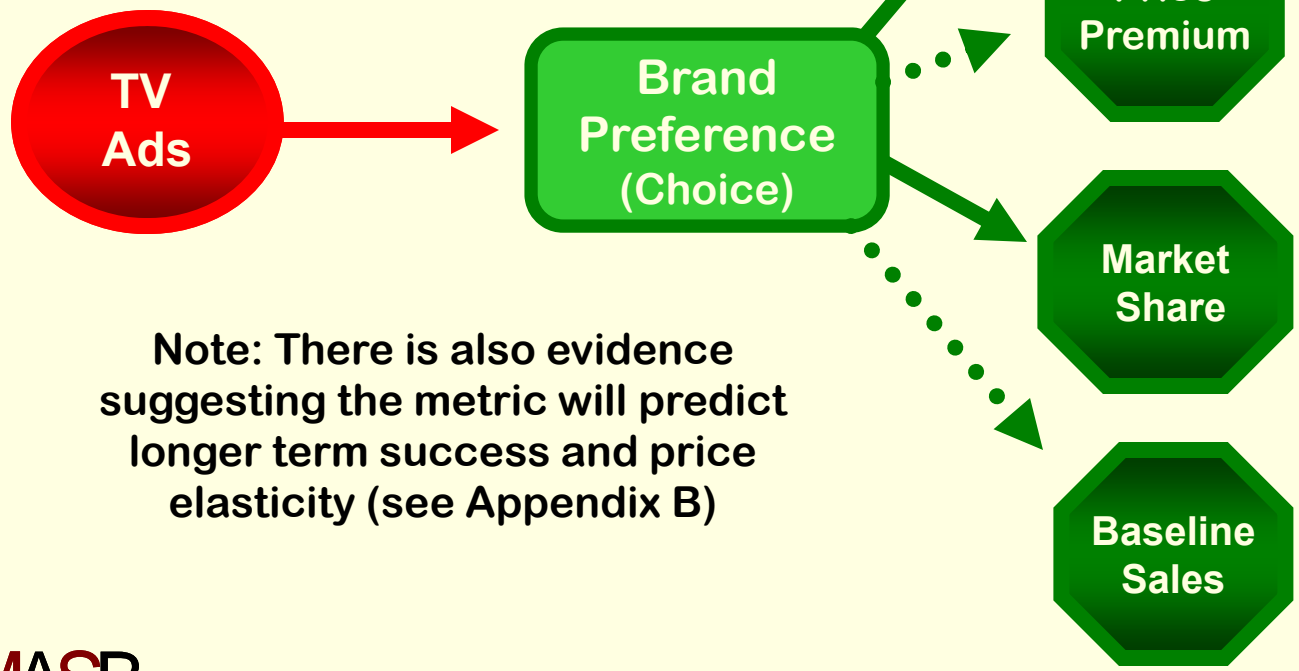 TV
Ads
Brand
Preference
(Choice)
Premium
Market
Share
Note: There is also evidence
suggesting the metric will predict
longer term success and price
elasticity (see Appendix B)
Baseline
Sales